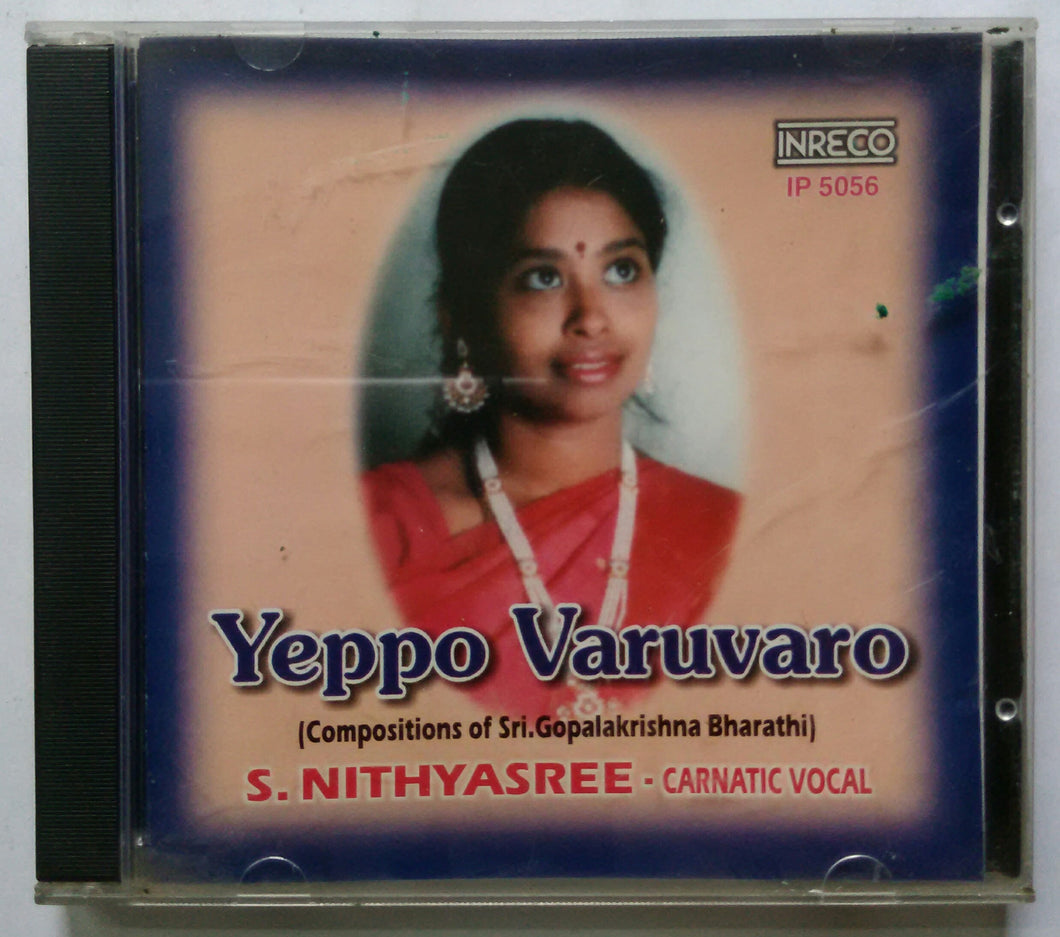 INRECO
IP 5056
Yeppo Varuvaro
(Compositions of Sri.Gopalakrishna Bharathi)
S. NITHYASREE - CARNATIC VOCAL